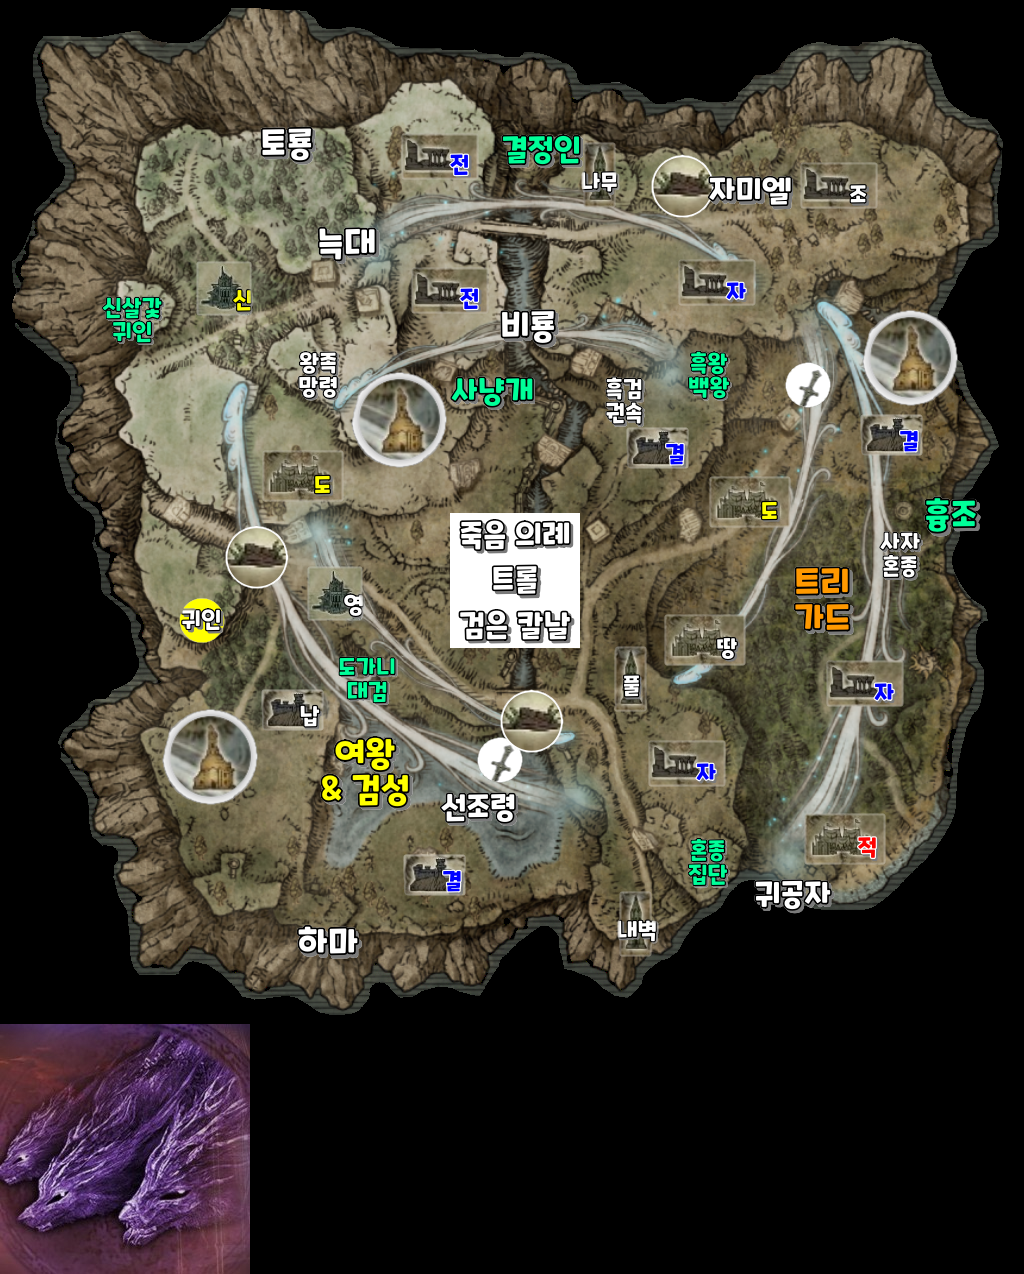 토룡
전
결정인
나무
자미엘
조
늑대
신
신살갗
귀인
전
자
비룡
왕족
망령
사냥개
흑검
권속
흑왕
백왕
결
결
도
도
흉조
죽음 의례
트롤
검은 칼날
사자
혼종
트리
가드
영
귀인
땅
도가니
대검
풀
자
납
여왕
& 검성
자
선조령
적
혼종
집단
결
귀공자
내벽
하마